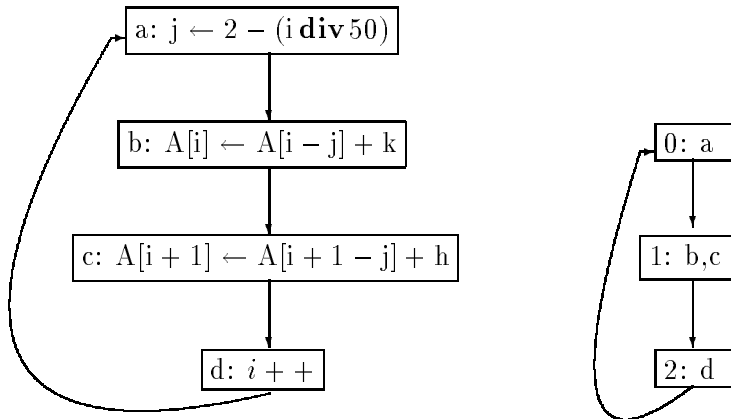 a: j ← 2 − (i div 50)
b: A[i] ← A[i − j] + k
c: A[i + 1] ← A[i + 1 − j] + h
d: i + +
0: a
1: b,c
2: d